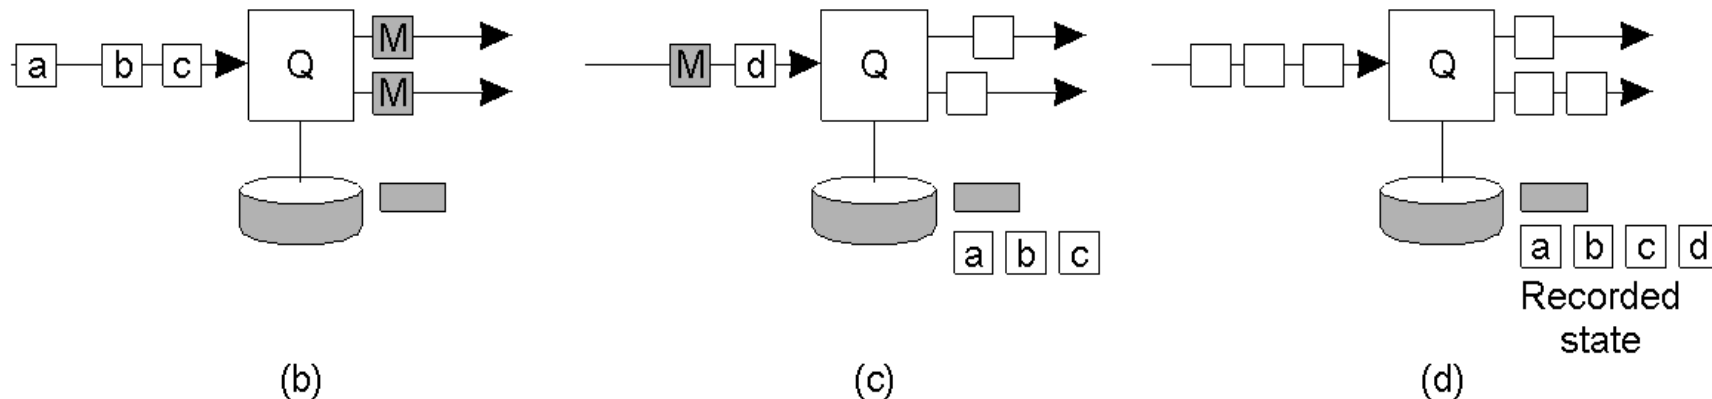 M
a b c Q
M
M d Q
Q
a b c
a b c d
Recorded
state
(b) (c) (d)